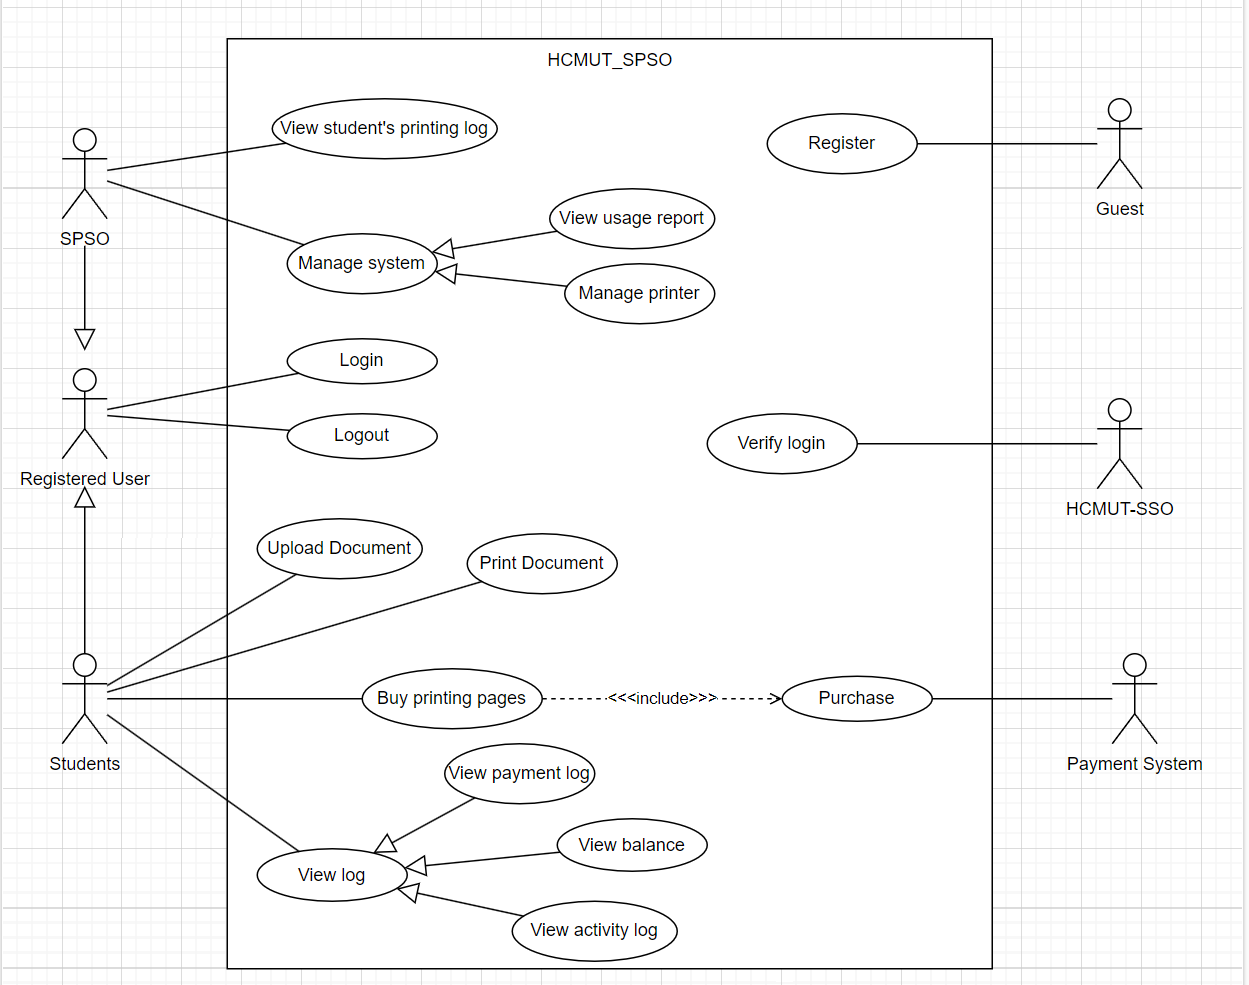 HCMUT_SPSO
View student's printing log
Register
Guest
View usage report
SPSO
Manage system
Manage printer
Login
Logout
Verify login
Registered User
HCMUT-SSO
Upload Document
Print Document
Buy printing pages
<<<include>>>
Purchase
Students
Payment System
View payment log
View balance
View log
View activity log